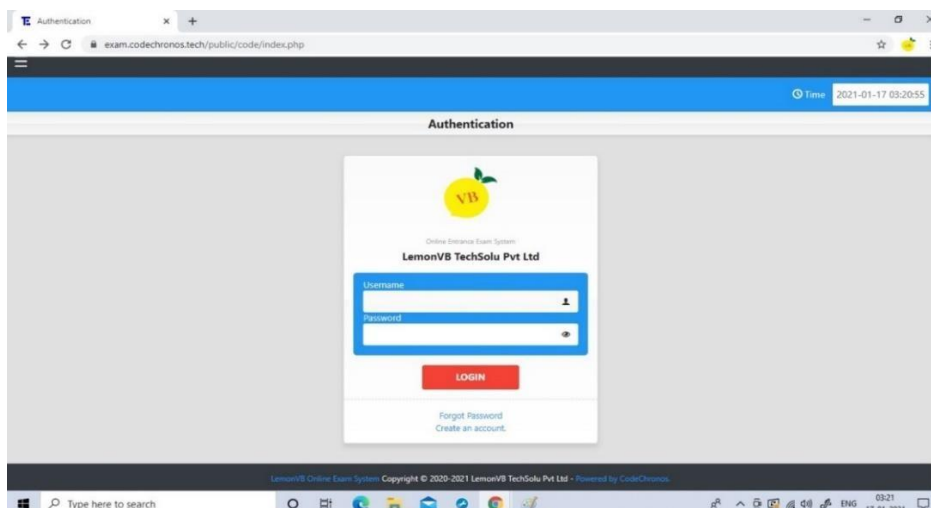 TE Authentication
exam.codechronos.tech/public/code/index.php
Time 2021-01-17 03:20:55
Authentication
VB
Online Entrance Exam System
LemonVB TechSolu Pvt Ltd
Username
Password
LOGIN
Forgot Password
Create an account.
LemonVB Online Exam System Copyright © 2020-2021 LemonVB TechSolu Pvt Ltd - Powered by CodeChronos.
Type here to search
ENG
03:21